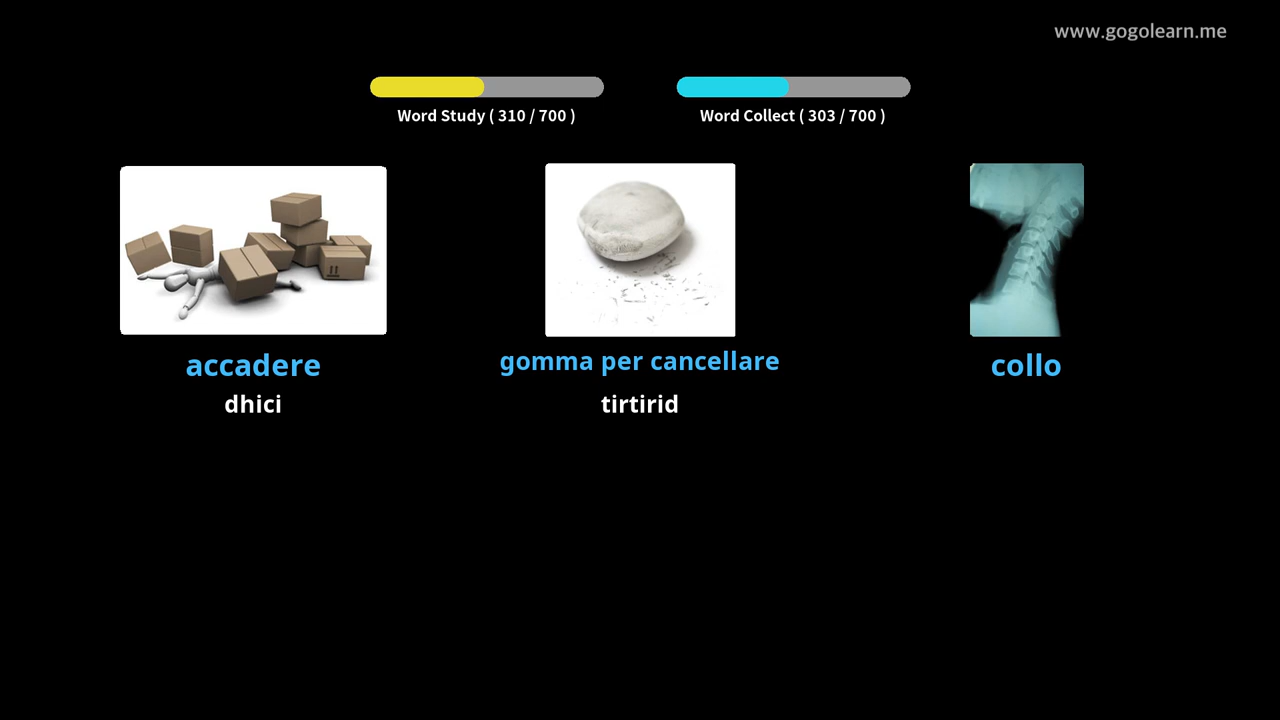 www.gogolearn.me
Word Study ( 310 / 700 )
Word Collect ( 303 / 700 )
accadere
gomma per cancellare
collo
dhici
tirtirid